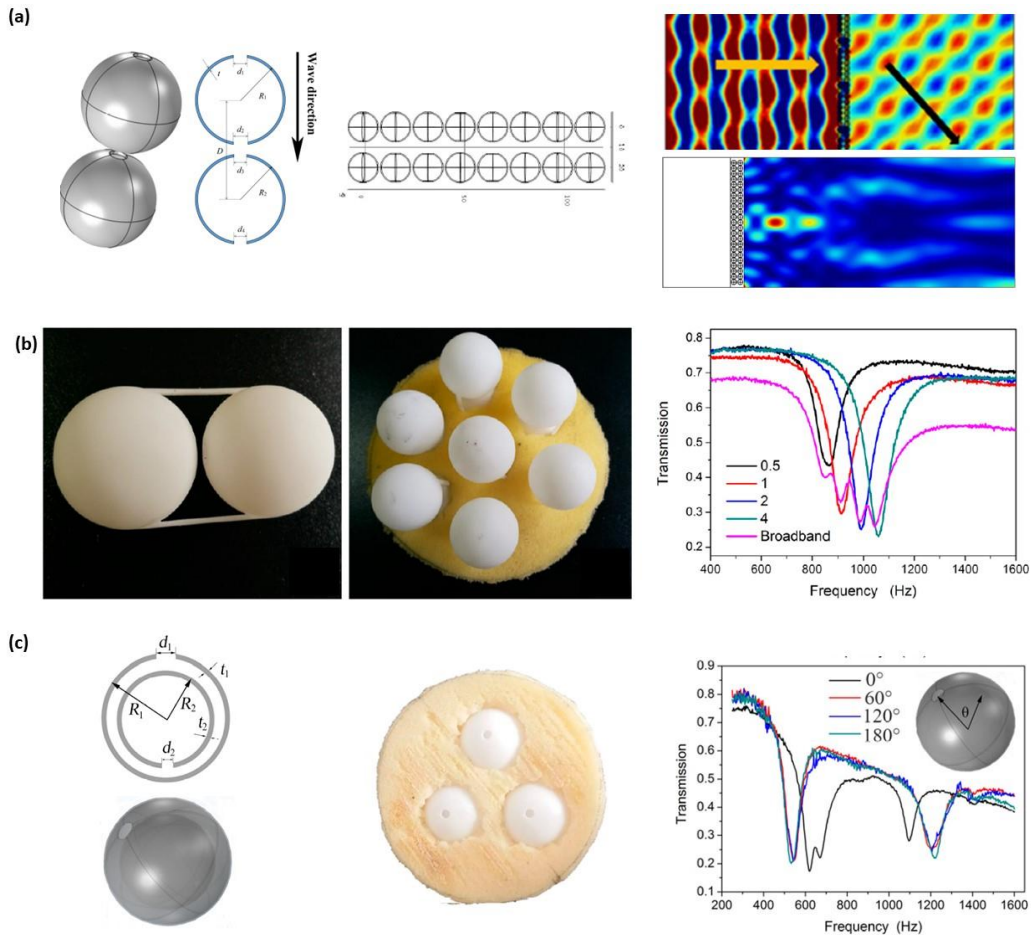 (a)
t
d₁
R₁
D
d₂
d₃
R₂
d₄
Wave direction
0
50
100
(b)
Transmission
0.8
0.7
0.6
0.5
0.4
0.3
0.2
0.5
1
2
4
Broadband
400 600 800 1000 1200 1400 1600
Frequency (Hz)
(c)
d₁
t₁
R₁
R₂
t₂
d₂
Transmission
0.9
0.8
0.7
0.6
0.5
0.4
0.3
0.2
0.1
0°
60°
120°
180°
θ
200 400 600 800 1000 1200 1400 1600
Frequency (Hz)